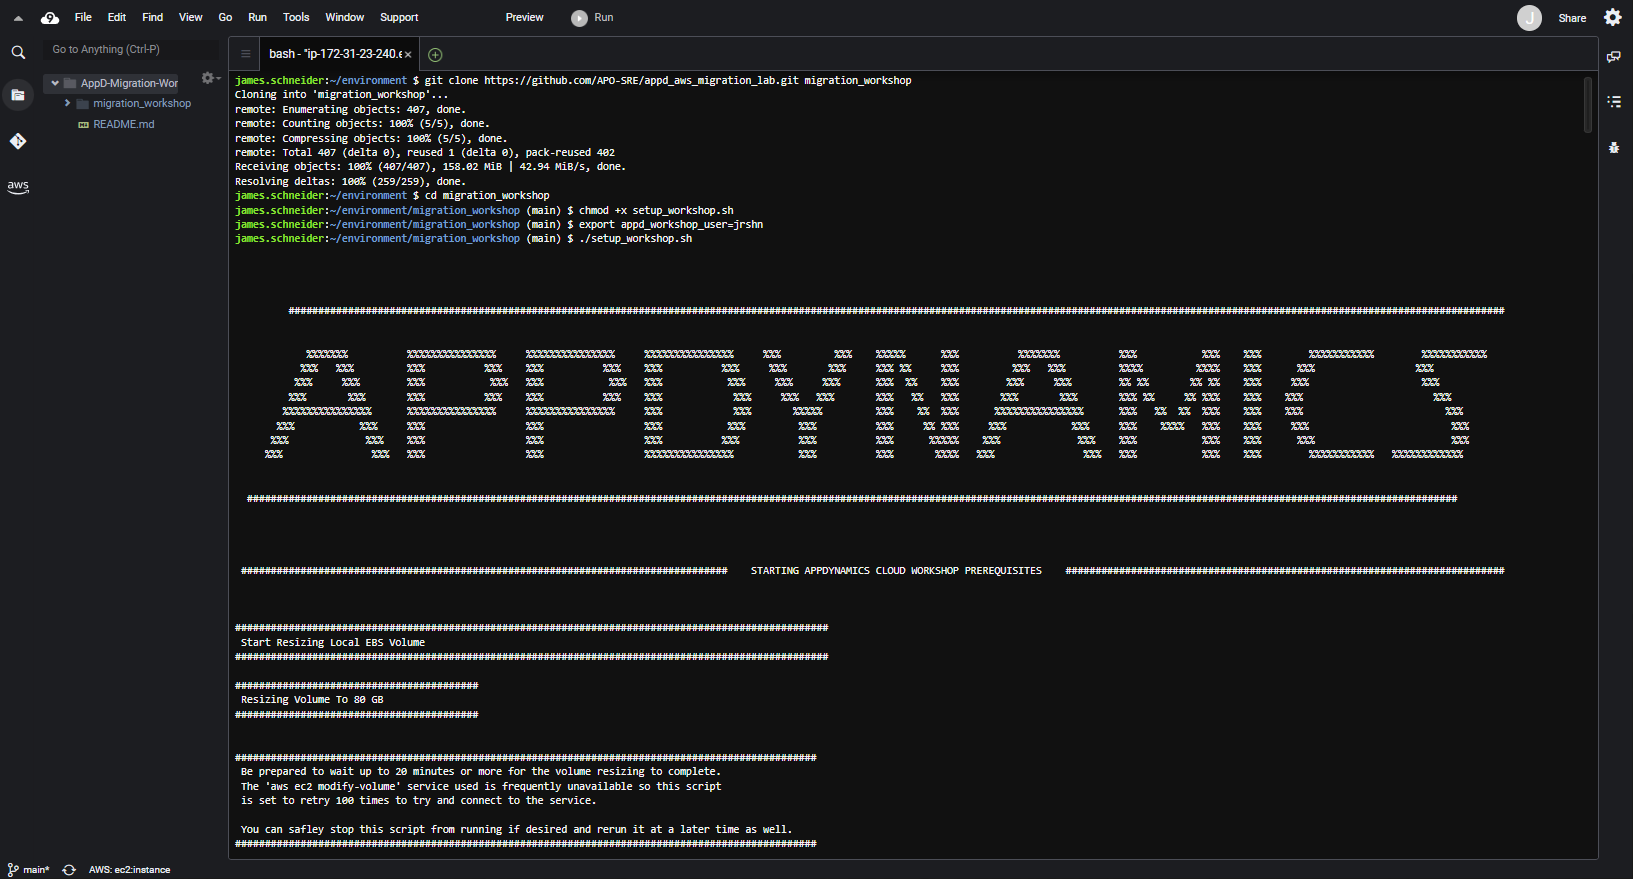 File Edit Find View Go Run Tools Window Support Preview Run J Share
Go to Anything (Ctrl-P)
bash - "ip-172-31-23-240.e
AppD-Migration-Wor
migration_workshop
README.md
aws
james.schneider:~/environment $ git clone https://github.com/APO-SRE/appd_aws_migration_lab.git migration_workshop
Cloning into 'migration_workshop'...
remote: Enumerating objects: 407, done.
remote: Counting objects: 100% (5/5), done.
remote: Compressing objects: 100% (5/5), done.
remote: Total 407 (delta 0), reused 1 (delta 0), pack-reused 402
Receiving objects: 100% (407/407), 158.02 MiB | 42.94 MiB/s, done.
Resolving deltas: 100% (259/259), done.
james.schneider:~/environment $ cd migration_workshop
james.schneider:~/environment/migration_workshop (main) $ chmod +x setup_workshop.sh
james.schneider:~/environment/migration_workshop (main) $ export appd_workshop_user=jrshn
james.schneider:~/environment/migration_workshop (main) $ ./setup_workshop.sh
APPDYNAMICS
STARTING APPDYNAMICS CLOUD WORKSHOP PREREQUISITES
Start Resizing Local EBS Volume
Resizing Volume To 80 GB
Be prepared to wait up to 20 minutes or more for the volume resizing to complete.
The 'aws ec2 modify-volume' service used is frequently unavailable so this script
is set to retry 100 times to try and connect to the service.
You can safley stop this script from running if desired and rerun it at a later time as well.
main* AWS: ec2:instance